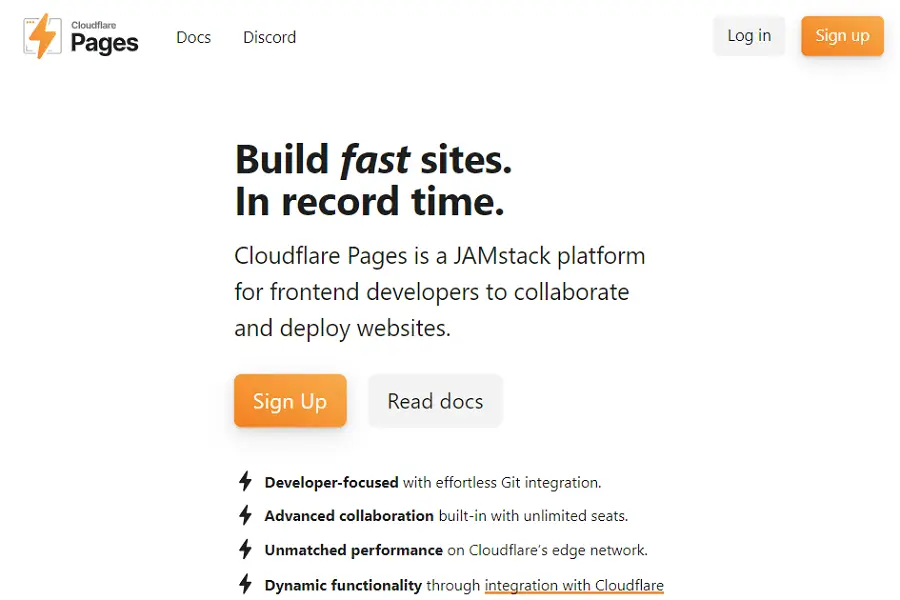 Cloudflare
Pages
Docs
Discord
Log in
Sign up
Build fast sites.
In record time.
Cloudflare Pages is a JAMstack platform
for frontend developers to collaborate
and deploy websites.
Sign Up
Read docs
Developer-focused with effortless Git integration.
Advanced collaboration built-in with unlimited seats.
Unmatched performance on Cloudflare's edge network.
Dynamic functionality through integration with Cloudflare